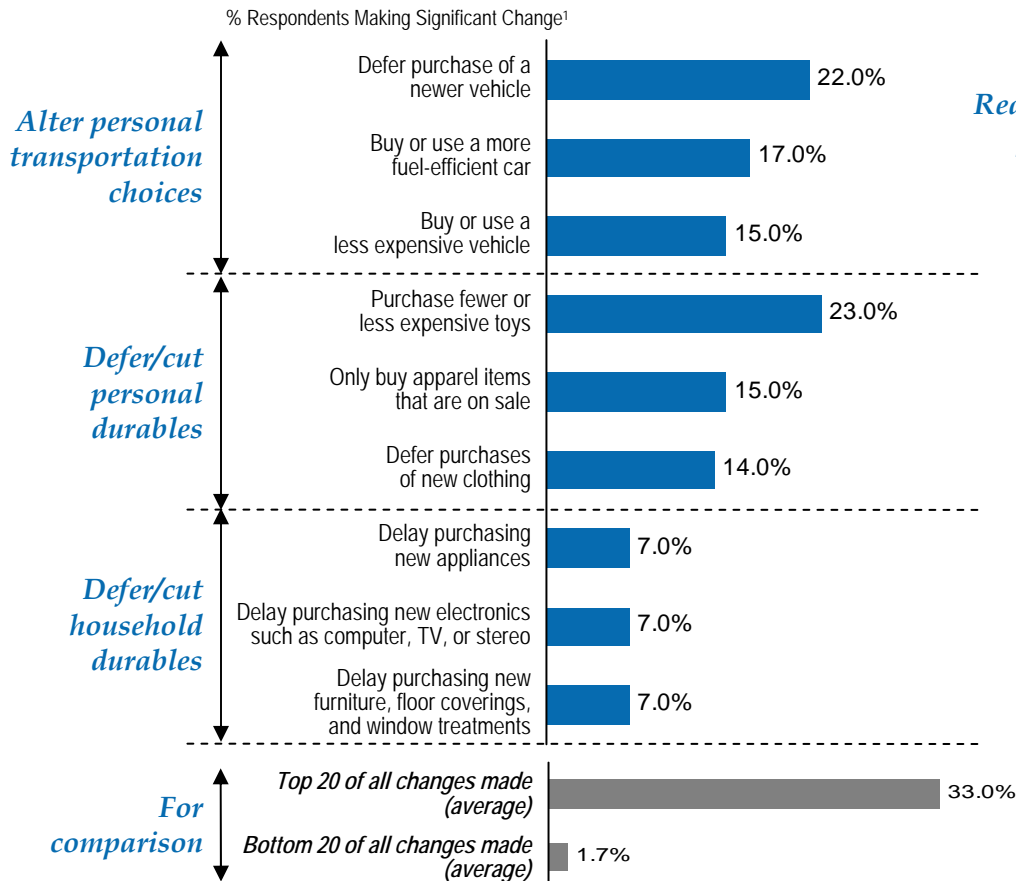 % Respondents Making Significant Change¹
Alter personal
transportation
choices
Defer purchase of a
newer vehicle
22.0%
Buy or use a more
fuel-efficient car
17.0%
Buy or use a
less expensive vehicle
15.0%
Defer/cut
personal
durables
Purchase fewer or
less expensive toys
23.0%
Only buy apparel items
that are on sale
15.0%
Defer purchases
of new clothing
14.0%
Defer/cut
household
durables
Delay purchasing
new appliances
7.0%
Delay purchasing new electronics
such as computer, TV, or stereo
7.0%
Delay purchasing new
furniture, floor coverings,
and window treatments
7.0%
For
comparison
Top 20 of all changes made
(average)
33.0%
Bottom 20 of all changes made
(average)
1.7%